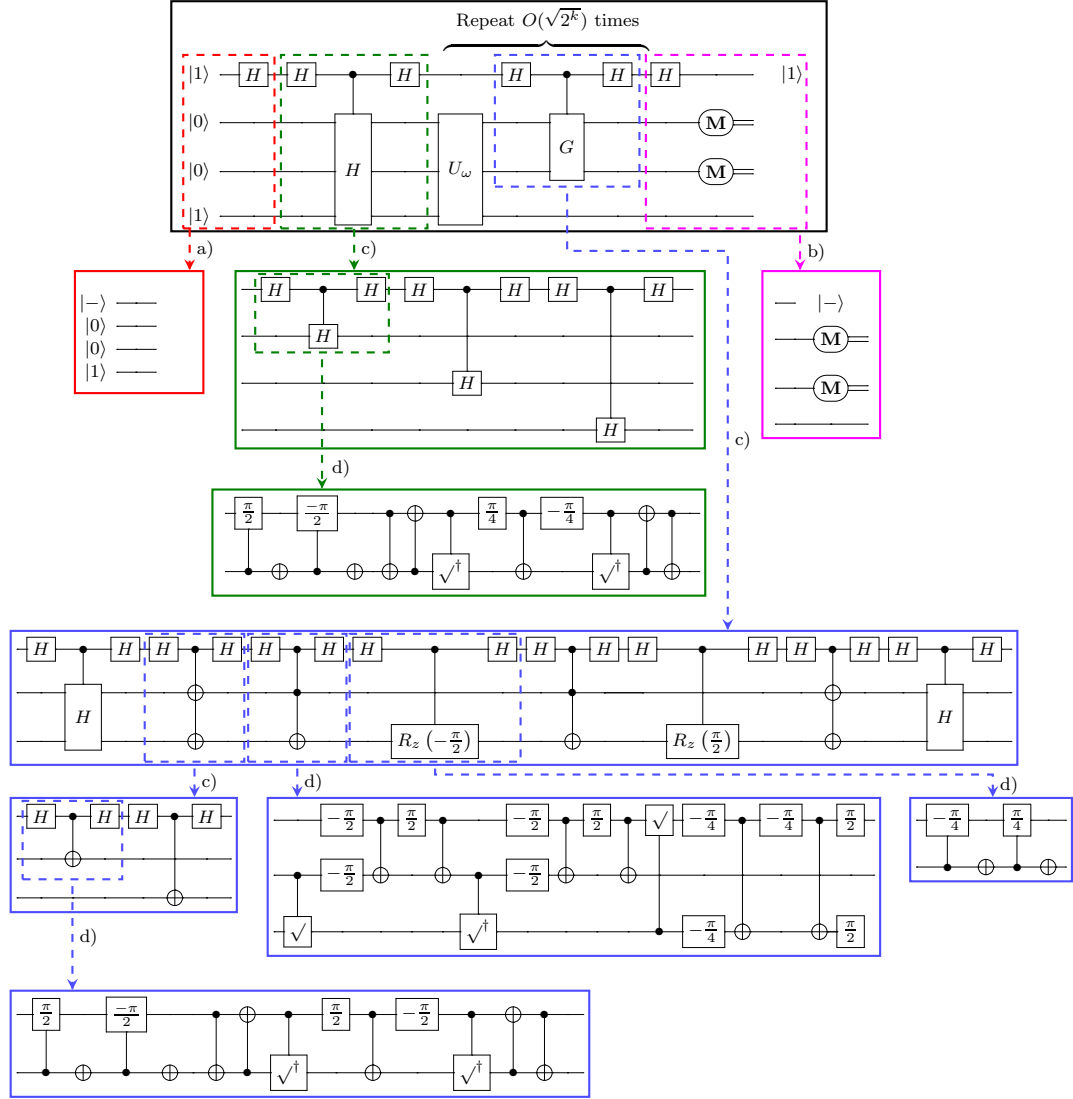 Repeat O(√2^k) times
|1⟩ H H H H H H |1⟩
|0⟩ M
|0⟩ H U_ω G M
|1⟩
a) c) b)
|−⟩
|0⟩
|0⟩
|1⟩
H H H H H H
H
H
H
|−⟩
M
M
c)
d)
π/2 −π/2 π/4 −π/4
√† √†
H H H H H H H H H H H H H H H H
H R_z (−π/2) R_z (π/2) H
c) d) d)
H H H H
−π/2 π/2 −π/2 π/2 √ −π/4 −π/4 π/2
−π/2 −π/2
√ √† −π/4 π/2
−π/4 π/4
d)
π/2 −π/2 π/2 −π/2
√† √†